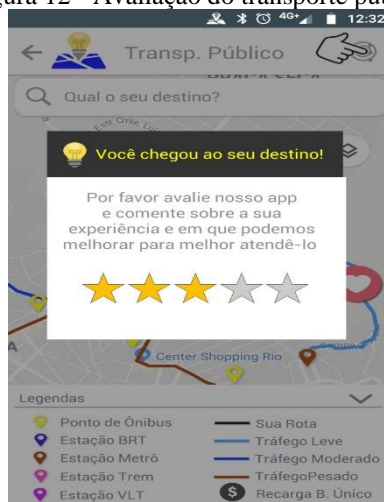 gura 12 - Avaliação do transporte púb
4G+ 12:32
Transp. Público
Qual o seu destino?
Você chegou ao seu destino!
Por favor avalie nosso app
e comente sobre a sua
experiência e em que podemos
melhorar para melhor atendê-lo
Center Shopping Rio
Legendas
Ponto de Ônibus
Sua Rota
Estação BRT
Tráfego Leve
Estação Metrô
Tráfego Moderado
Estação Trem
TráfegoPesado
Estação VLT
$ Recarga B. Único